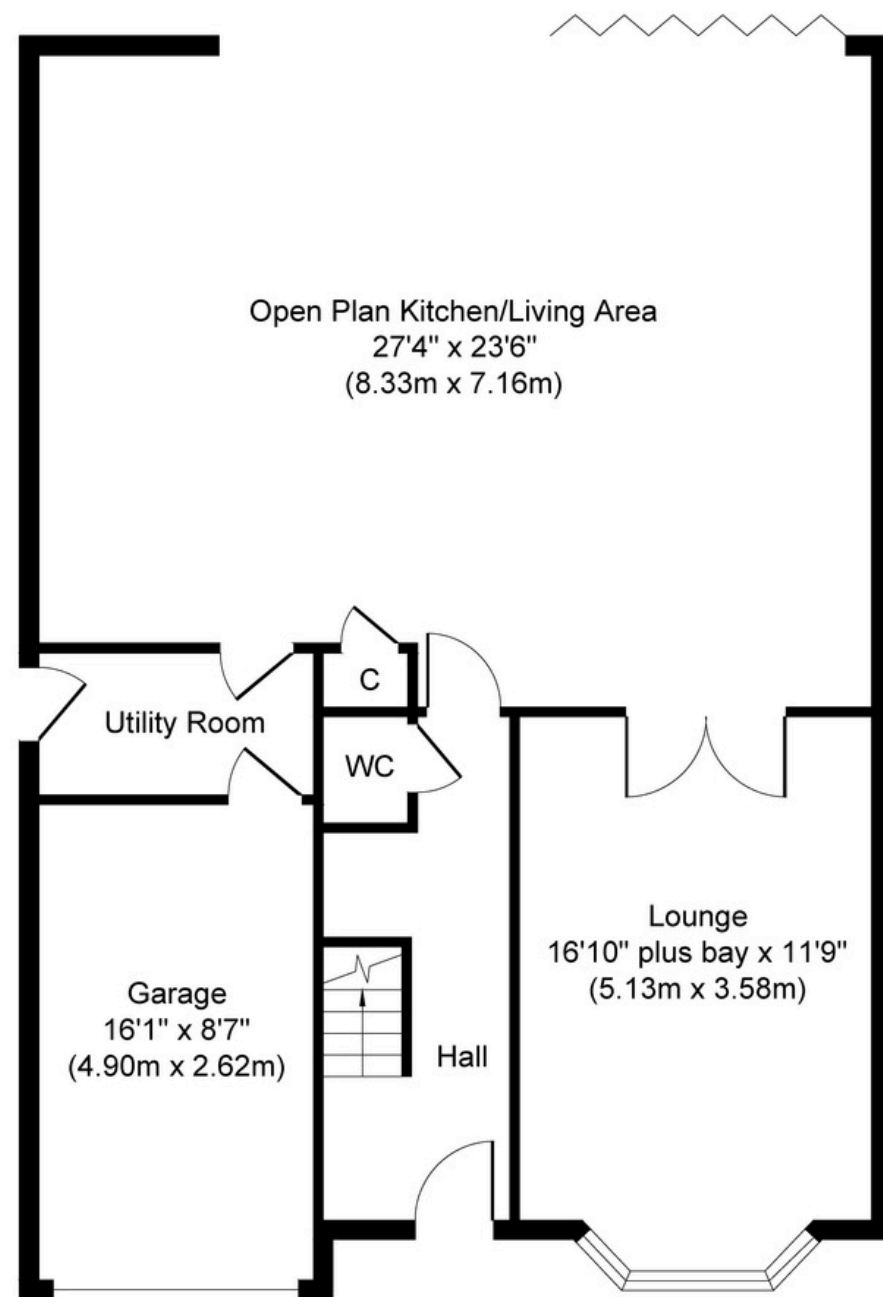 Open Plan Kitchen/Living Area
27'4" x 23'6"
(8.33m x 7.16m)
C
Utility Room
WC
Lounge
16'10" plus bay x 11'9"
(5.13m x 3.58m)
Garage
16'1" x 8'7"
(4.90m x 2.62m)
Hall